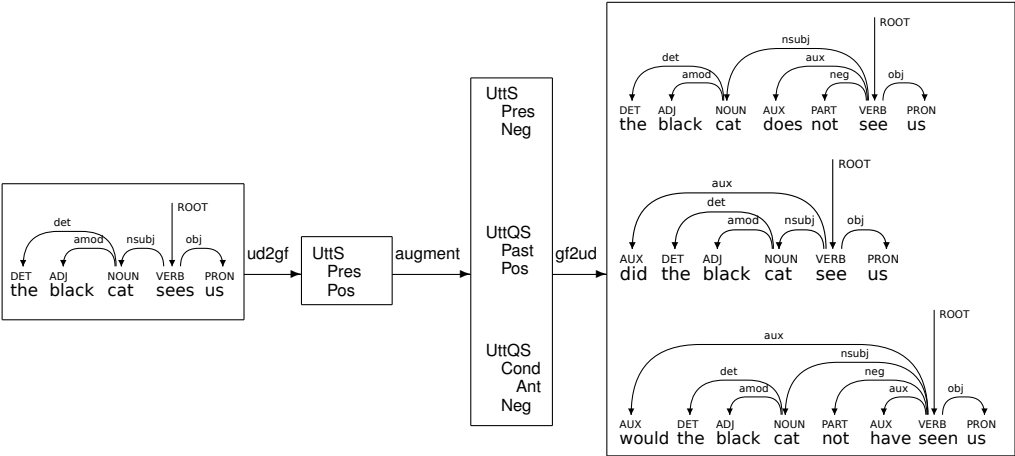 ROOT
det amod nsubj obj
DET ADJ NOUN VERB PRON
the black cat sees us
ud2gf
UttS
Pres
Pos
augment
UttS
Pres
Neg
UttQS
Past
Pos
UttQS
Cond
Ant
Neg
gf2ud
ROOT
nsubj
det aux
amod neg obj
DET ADJ NOUN AUX PART VERB PRON
the black cat does not see us
ROOT
aux
det
amod nsubj obj
AUX DET ADJ NOUN VERB PRON
did the black cat see us
ROOT
aux
nsubj
det neg
amod aux obj
AUX DET ADJ NOUN PART AUX VERB PRON
would the black cat not have seen us